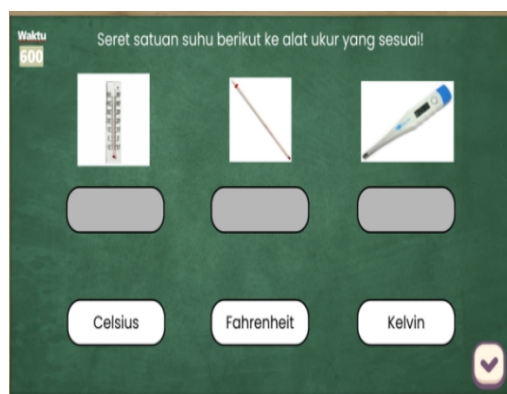 Waktu
600
Seret satuan suhu berikut ke alat ukur yang sesuai!
Celsius
Fahrenheit
Kelvin